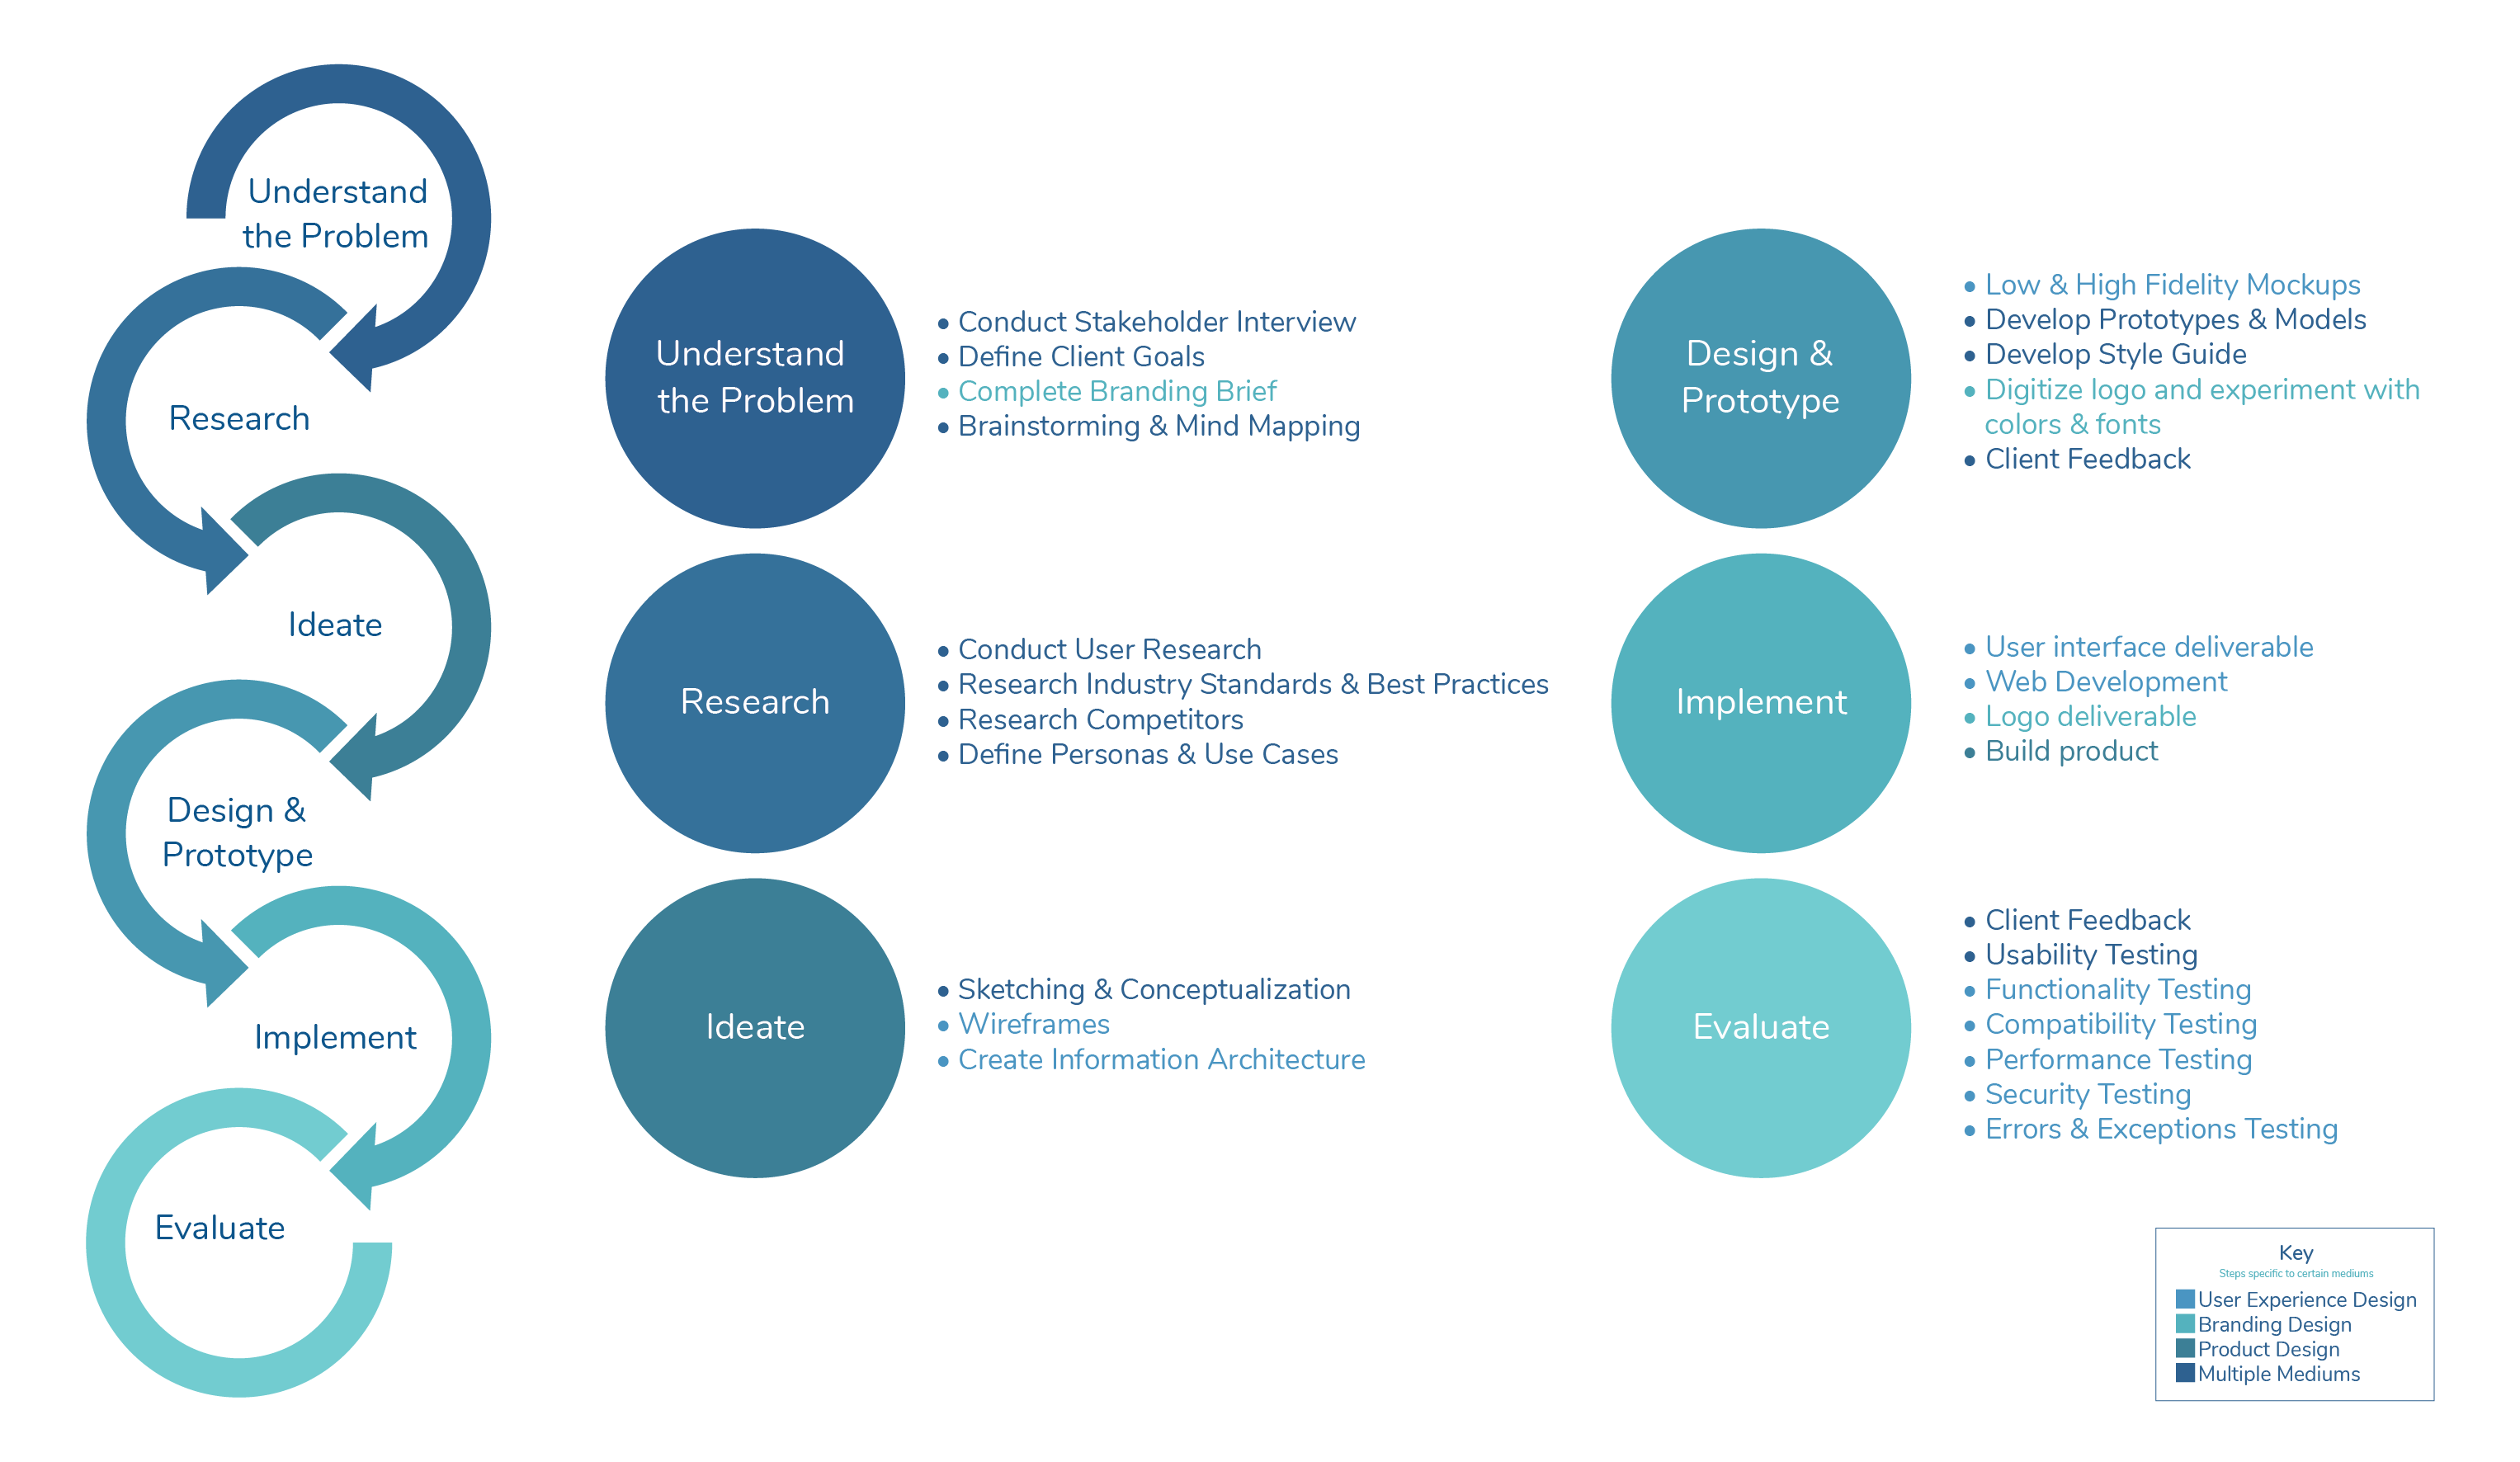 Understand
the Problem
Research
Ideate
Design &
Prototype
Implement
Evaluate
Understand
the Problem
• Conduct Stakeholder Interview
• Define Client Goals
• Complete Branding Brief
• Brainstorming & Mind Mapping
Research
• Conduct User Research
• Research Industry Standards & Best Practices
• Research Competitors
• Define Personas & Use Cases
Ideate
• Sketching & Conceptualization
• Wireframes
• Create Information Architecture
Design &
Prototype
• Low & High Fidelity Mockups
• Develop Prototypes & Models
• Develop Style Guide
• Digitize logo and experiment with
colors & fonts
• Client Feedback
Implement
• User interface deliverable
• Web Development
• Logo deliverable
• Build product
Evaluate
• Client Feedback
• Usability Testing
• Functionality Testing
• Compatibility Testing
• Performance Testing
• Security Testing
• Errors & Exceptions Testing
Key
Steps specific to certain mediums
User Experience Design
Branding Design
Product Design
Multiple Mediums